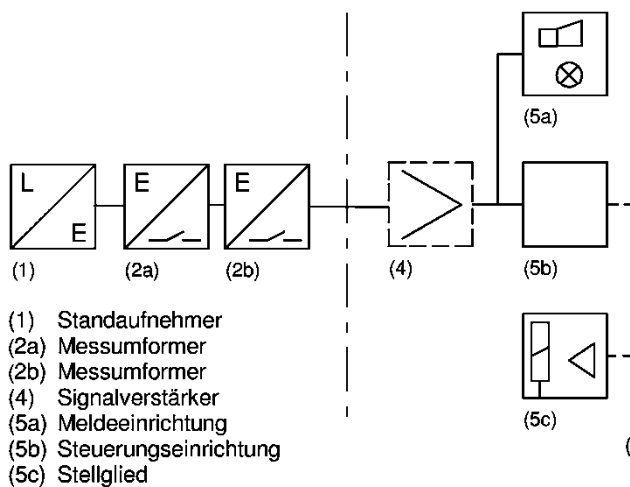 (5a)
L
E
E
E
(1)
(2a)
(2b)
(4)
(5b)
(1) Standaufnehmer
(2a) Messumformer
(2b) Messumformer
(4) Signalverstärker
(5a) Meldeeinrichtung
(5b) Steuerungseinrichtung
(5c) Stellglied
(5c)
(